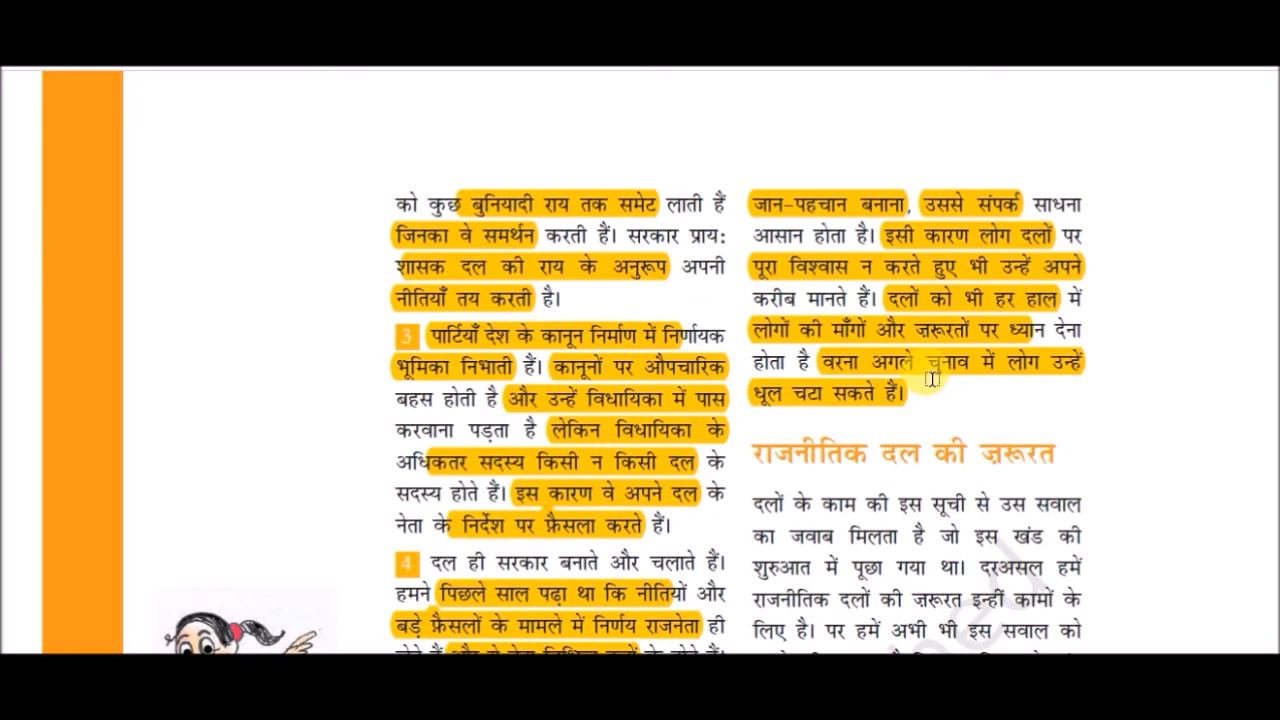 को कुछ बुनियादी राय तक समेट लाती हैं
जिनका वे समर्थन करती हैं। सरकार प्राय:
शासक दल की राय के अनुरूप अपनी
नीतियाँ तय करती है।
3 पार्टियाँ देश के कानून निर्माण में निर्णायक
भूमिका निभाती हैं। कानूनों पर औपचारिक
बहस होती है और उन्हें विधायिका में पास
करवाना पड़ता है लेकिन विधायिका के
अधिकतर सदस्य किसी न किसी दल के
सदस्य होते हैं। इस कारण वे अपने दल के
नेता के निर्देश पर फ़ैसला करते हैं।
4 दल ही सरकार बनाते और चलाते हैं।
हमने पिछले साल पढ़ा था कि नीतियों और
बड़े फ़ैसलों के मामले में निर्णय राजनेता ही
जान-पहचान बनाना, उससे संपर्क साधना
आसान होता है। इसी कारण लोग दलों पर
पूरा विश्वास न करते हुए भी उन्हें अपने
करीब मानते हैं। दलों को भी हर हाल में
लोगों की माँगों और ज़रूरतों पर ध्यान देना
होता है वरना अगले चुनाव में लोग उन्हें
धूल चटा सकते हैं।
राजनीतिक दल की ज़रूरत
दलों के काम की इस सूची से उस सवाल
का जवाब मिलता है जो इस खंड की
शुरुआत में पूछा गया था। दरअसल हमें
राजनीतिक दलों की ज़रूरत इन्हीं कामों के
लिए है। पर हमें अभी भी इस सवाल को